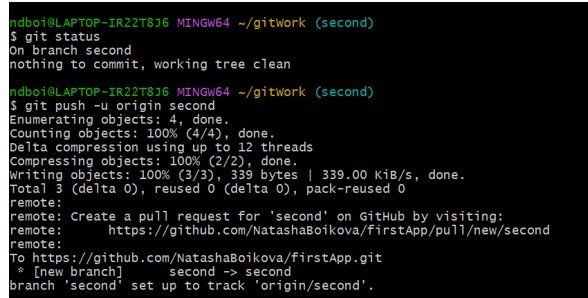 ndboi@LAPTOP-IR22T8J6 MINGW64 ~/gitWork (second)
$ git status
On branch second
nothing to commit, working tree clean
ndboi@LAPTOP-IR22T8J6 MINGW64 ~/gitWork (second)
$ git push -u origin second
Enumerating objects: 4, done.
Counting objects: 100% (4/4), done.
Delta compression using up to 12 threads
Compressing objects: 100% (2/2), done.
Writing objects: 100% (3/3), 339 bytes | 339.00 KiB/s, done.
Total 3 (delta 0), reused 0 (delta 0), pack-reused 0
remote:
remote: Create a pull request for 'second' on GitHub by visiting:
remote:      https://github.com/NatashaBoikova/firstApp/pull/new/second
remote:
To https://github.com/NatashaBoikova/firstApp.git
 * [new branch]      second -> second
branch 'second' set up to track 'origin/second'.